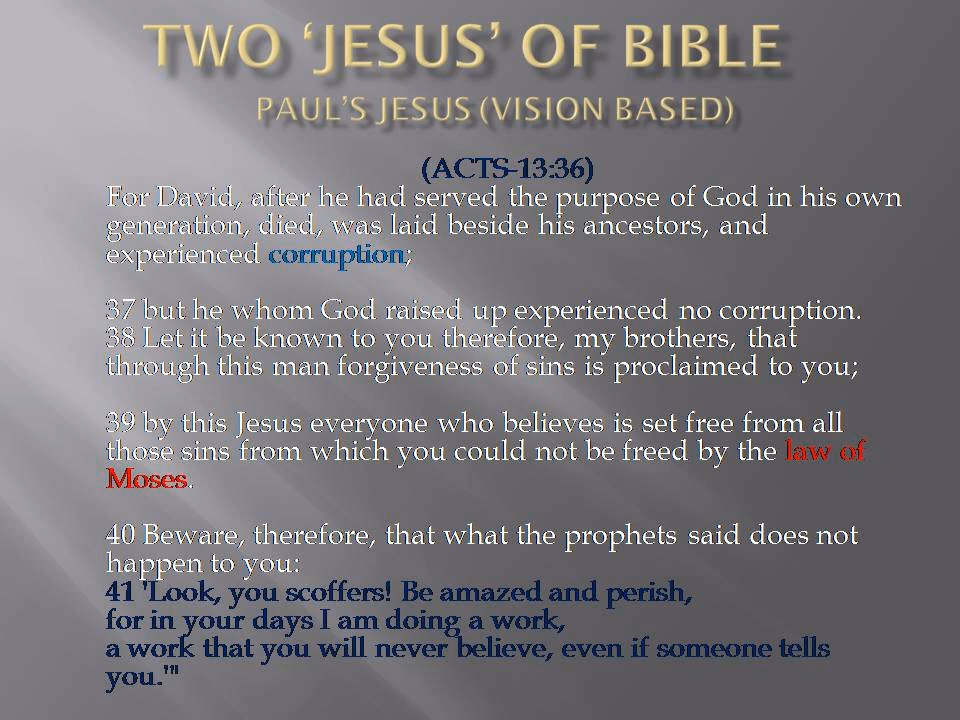 TWO ‘JESUS’ OF BIBLE
PAUL’S JESUS (VISION BASED)
(ACTS-13:36)
For David, after he had served the purpose of God in his own
generation, died, was laid beside his ancestors, and
experienced corruption;
37 but he whom God raised up experienced no corruption.
38 Let it be known to you therefore, my brothers, that
through this man forgiveness of sins is proclaimed to you;
39 by this Jesus everyone who believes is set free from all
those sins from which you could not be freed by the law of
Moses.
40 Beware, therefore, that what the prophets said does not
happen to you:
41 'Look, you scoffers! Be amazed and perish,
for in your days I am doing a work,
a work that you will never believe, even if someone tells
you.'"